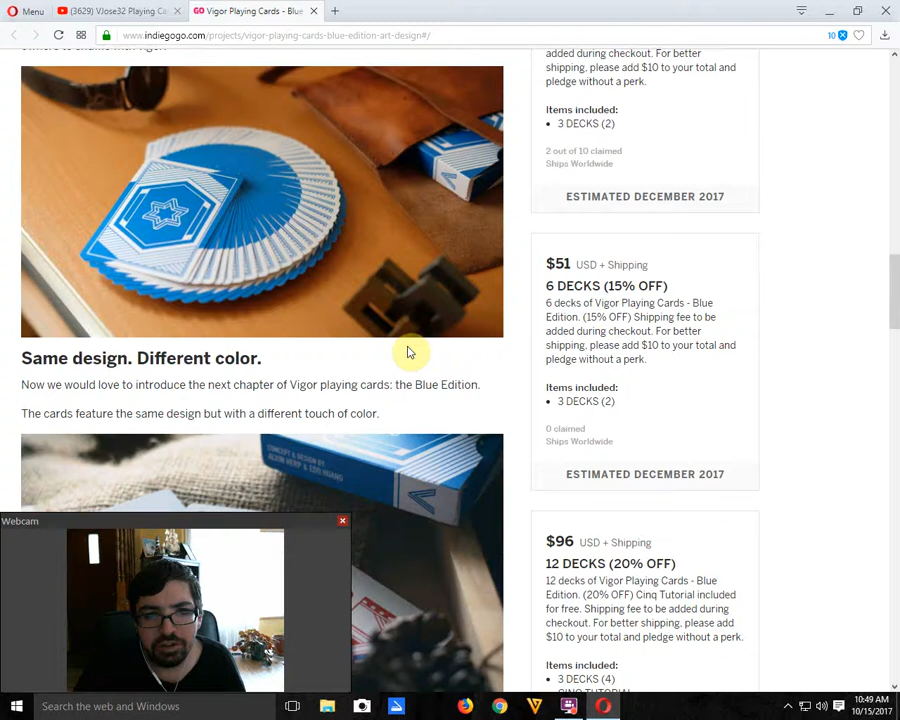 Menu
(3629) VJose32 Playing Ca
Vigor Playing Cards - Blue
www.indiegogo.com/projects/vigor-playing-cards-blue-edition-art-design#/
10
added during checkout. For better
shipping, please add $10 to your total and
pledge without a perk.
Items included:
• 3 DECKS (2)
2 out of 10 claimed
Ships Worldwide
ESTIMATED DECEMBER 2017
$51 USD + Shipping
6 DECKS (15% OFF)
6 decks of Vigor Playing Cards - Blue
Edition. (15% OFF) Shipping fee to be
added during checkout. For better
shipping, please add $10 to your total and
pledge without a perk.
Items included:
• 3 DECKS (2)
0 claimed
Ships Worldwide
ESTIMATED DECEMBER 2017
$96 USD + Shipping
12 DECKS (20% OFF)
12 decks of Vigor Playing Cards - Blue
Edition. (20% OFF) Cinq Tutorial included
for free. Shipping fee to be added during
checkout. For better shipping, please add
$10 to your total and pledge without a perk.
Items included:
• 3 DECKS (4)
Same design. Different color.
Now we would love to introduce the next chapter of Vigor playing cards: the Blue Edition.
The cards feature the same design but with a different touch of color.
CONCEPT & DESIGN BY
Webcam
Search the web and Windows
10:49 AM
10/15/2017